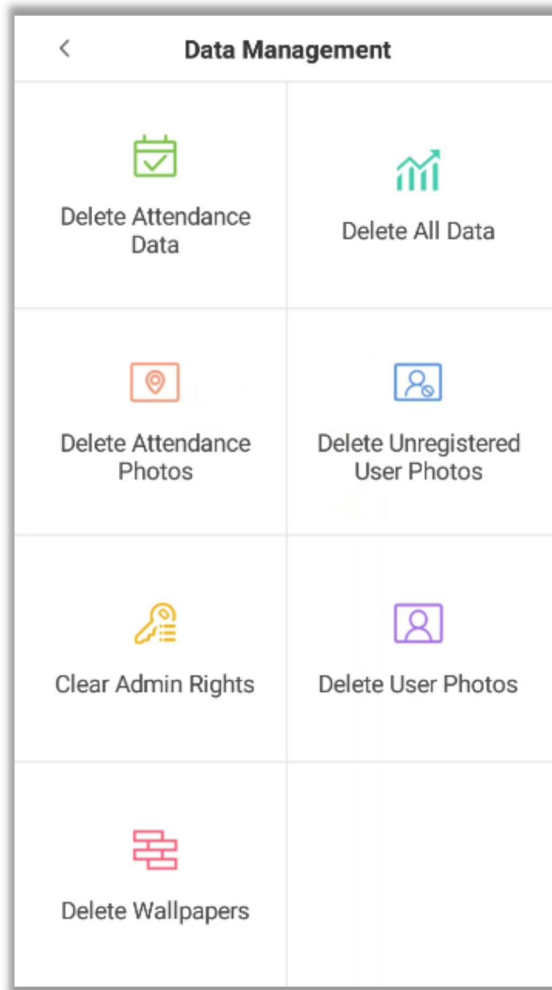 Data Management
Delete Attendance
Data
Delete All Data
Delete Attendance
Photos
Delete Unregistered
User Photos
Clear Admin Rights
Delete User Photos
Delete Wallpapers